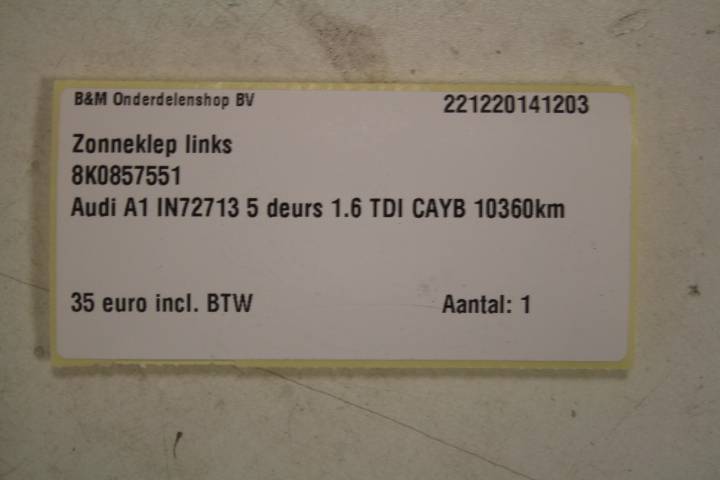 B&M Onderdelenshop BV 221220141203
Zonneklep links
8K0857551
Audi A1 IN72713 5 deurs 1.6 TDI CAYB 10360km
35 euro incl. BTW Aantal: 1